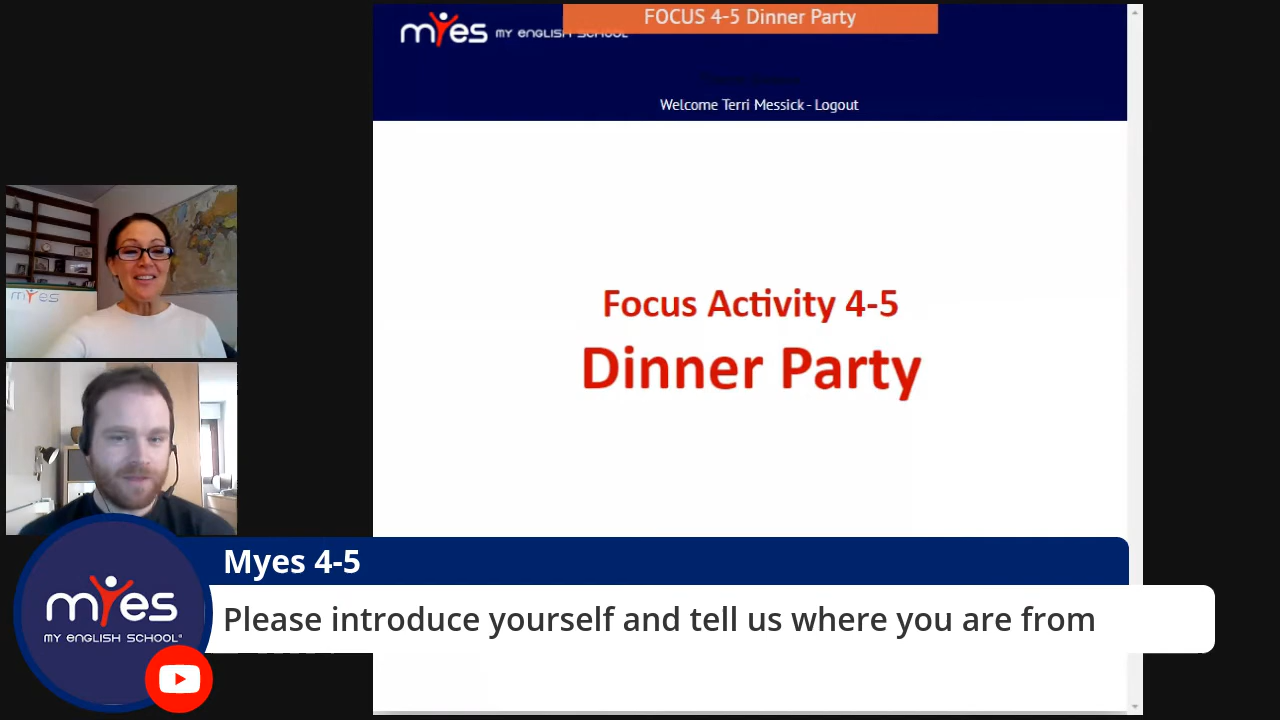 FOCUS 4-5 Dinner Party
myes MY ENGLISH SCHOOL
Welcome Terri Messick - Logout
myes
Focus Activity 4-5
Dinner Party
Myes 4-5
Please introduce yourself and tell us where you are from
myes
MY ENGLISH SCHOOL®